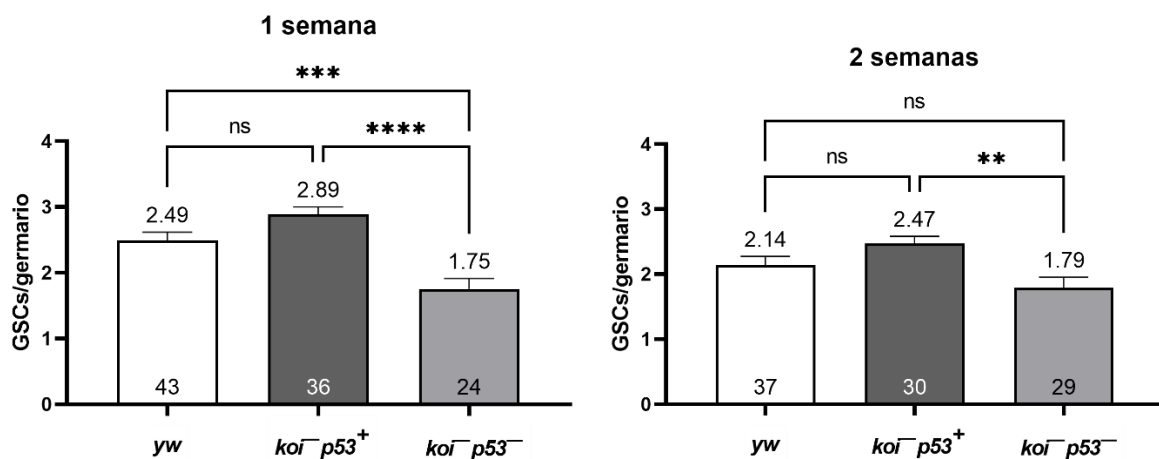 1 semana
***
ns
****
GSCs/germario
4
3
2
1
0
2.49
2.89
1.75
43
36
24
yw
koi⁻p53⁺
koi⁻p53⁻
2 semanas
ns
ns
**
GSCs/germario
4
3
2
1
0
2.14
2.47
1.79
37
30
29
yw
koi⁻p53⁺
koi⁻p53⁻